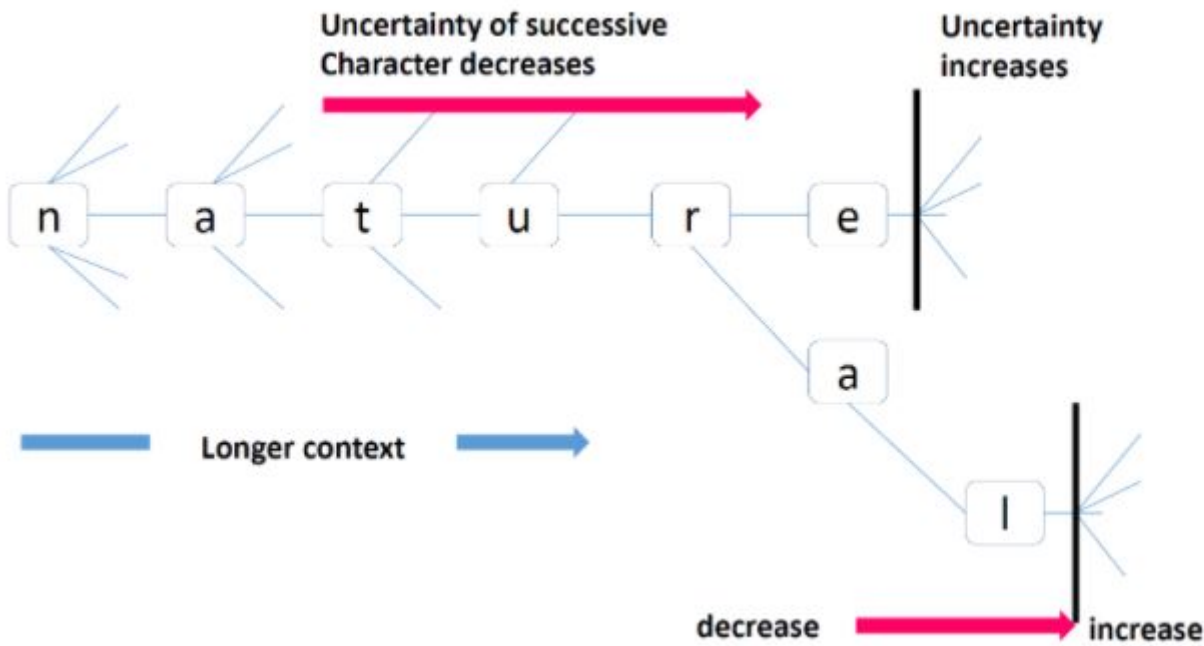 Uncertainty of successive
Character decreases
Uncertainty
increases
n a t u r e
a
Longer context
l
decrease
increase